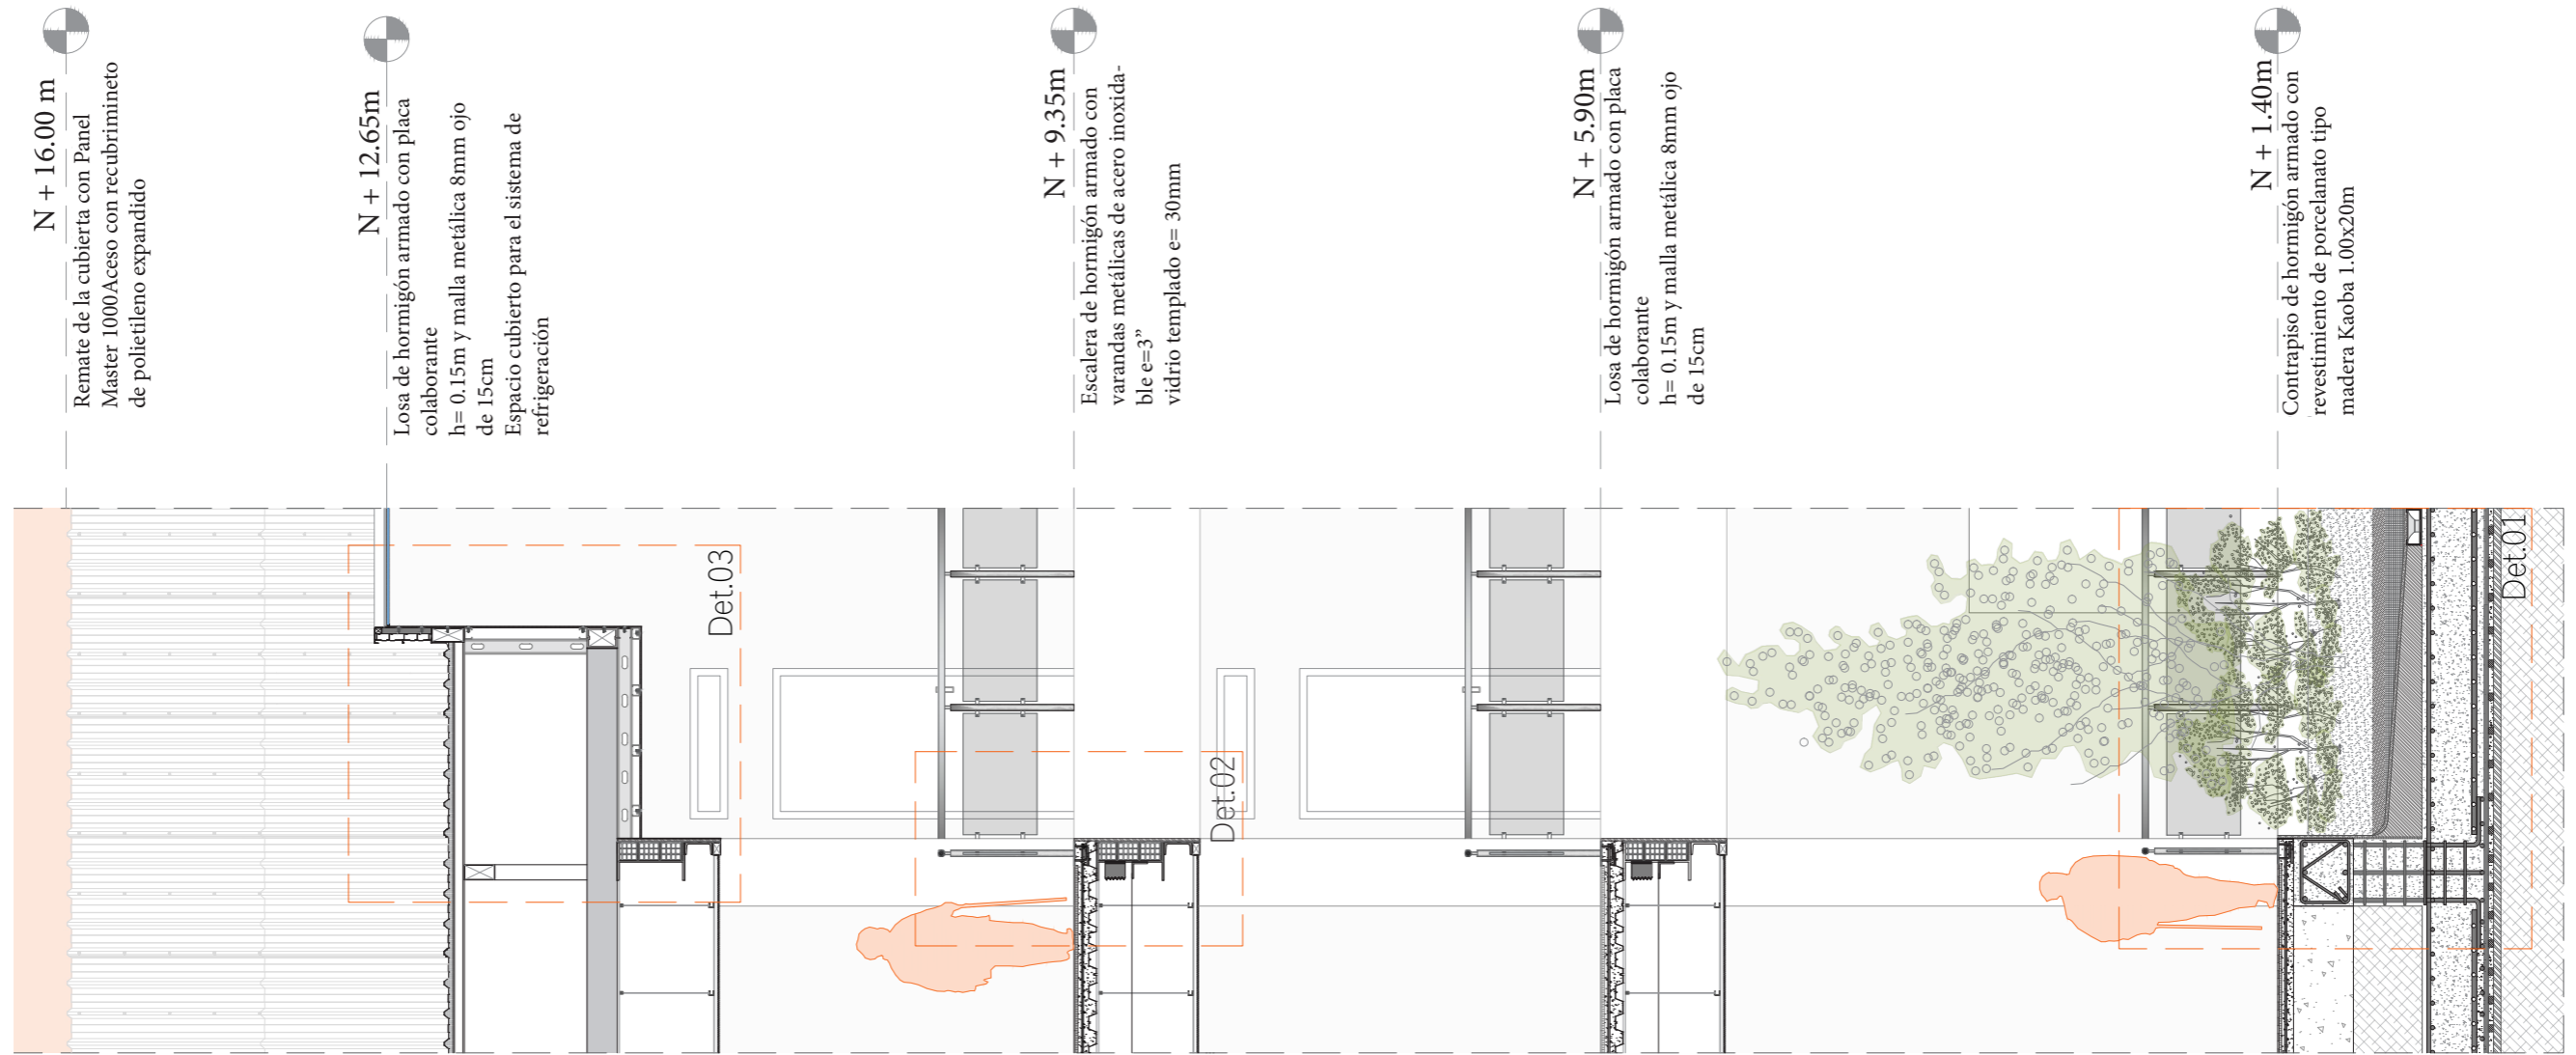 N + 16.00 m
Remate de la cubierta con Panel
Master 1000Aceso con recubrimineto
de polietileno expandido
N + 12.65m
Losa de hormigón armado con placa
colaborante
h= 0.15m y malla metálica 8mm ojo
de 15cm
Espacio cubierto para el sistema de
refrigeración
N + 9.35m
Escalera de hormigón armado con
varandas metálicas de acero inoxida-
ble e=3”
vidrio templado e= 30mm
N + 5.90m
Losa de hormigón armado con placa
colaborante
h= 0.15m y malla metálica 8mm ojo
de 15cm
N + 1.40m
Contrapiso de hormigón armado con
revestimiento de porcelanato tipo
madera Kaoba 1.00x20m
Det.03
Det.02
Det.01